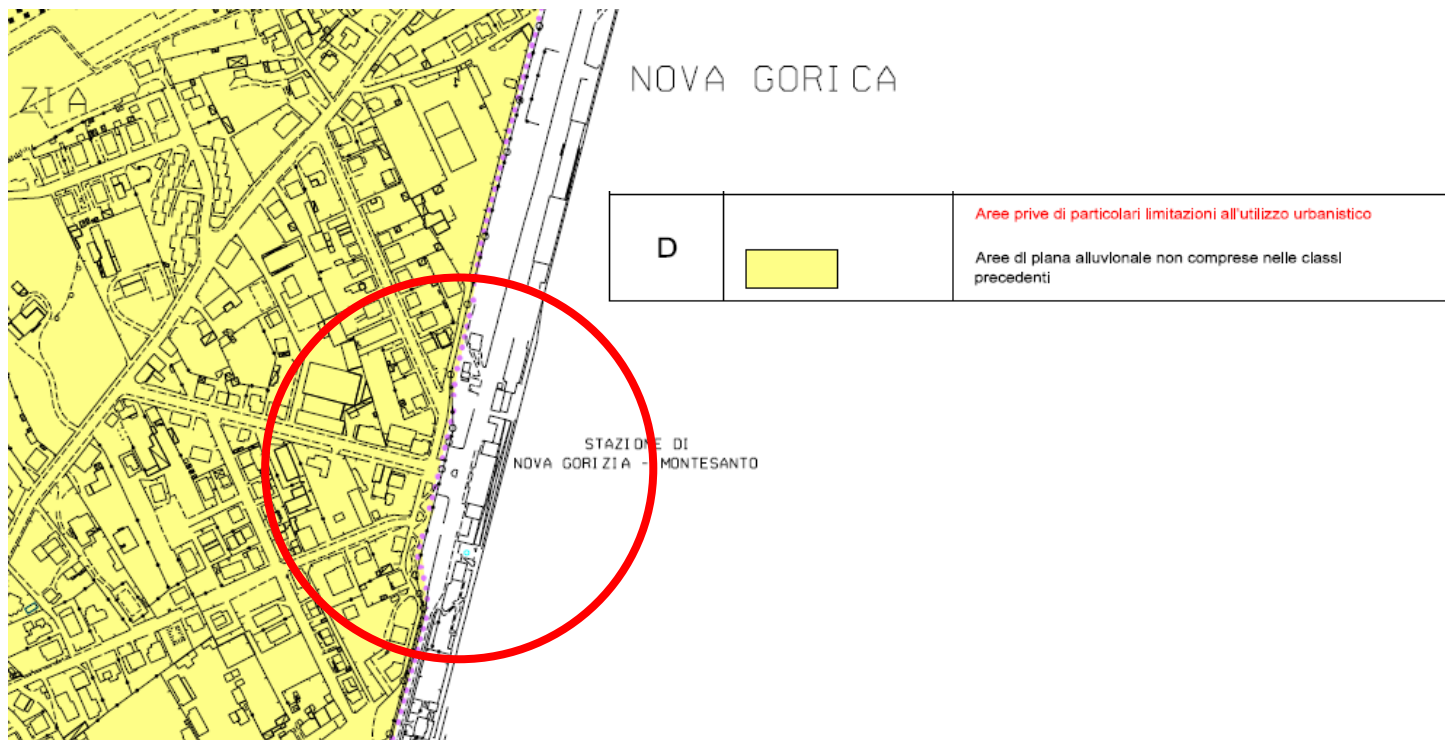 ZIA
NOVA GORICA
D
Aree prive di particolari limitazioni all'utilizzo urbanistico
Aree di piana alluvionale non comprese nelle classi
precedenti
STAZIONE DI
NOVA GORIZIA - MONTESANTO